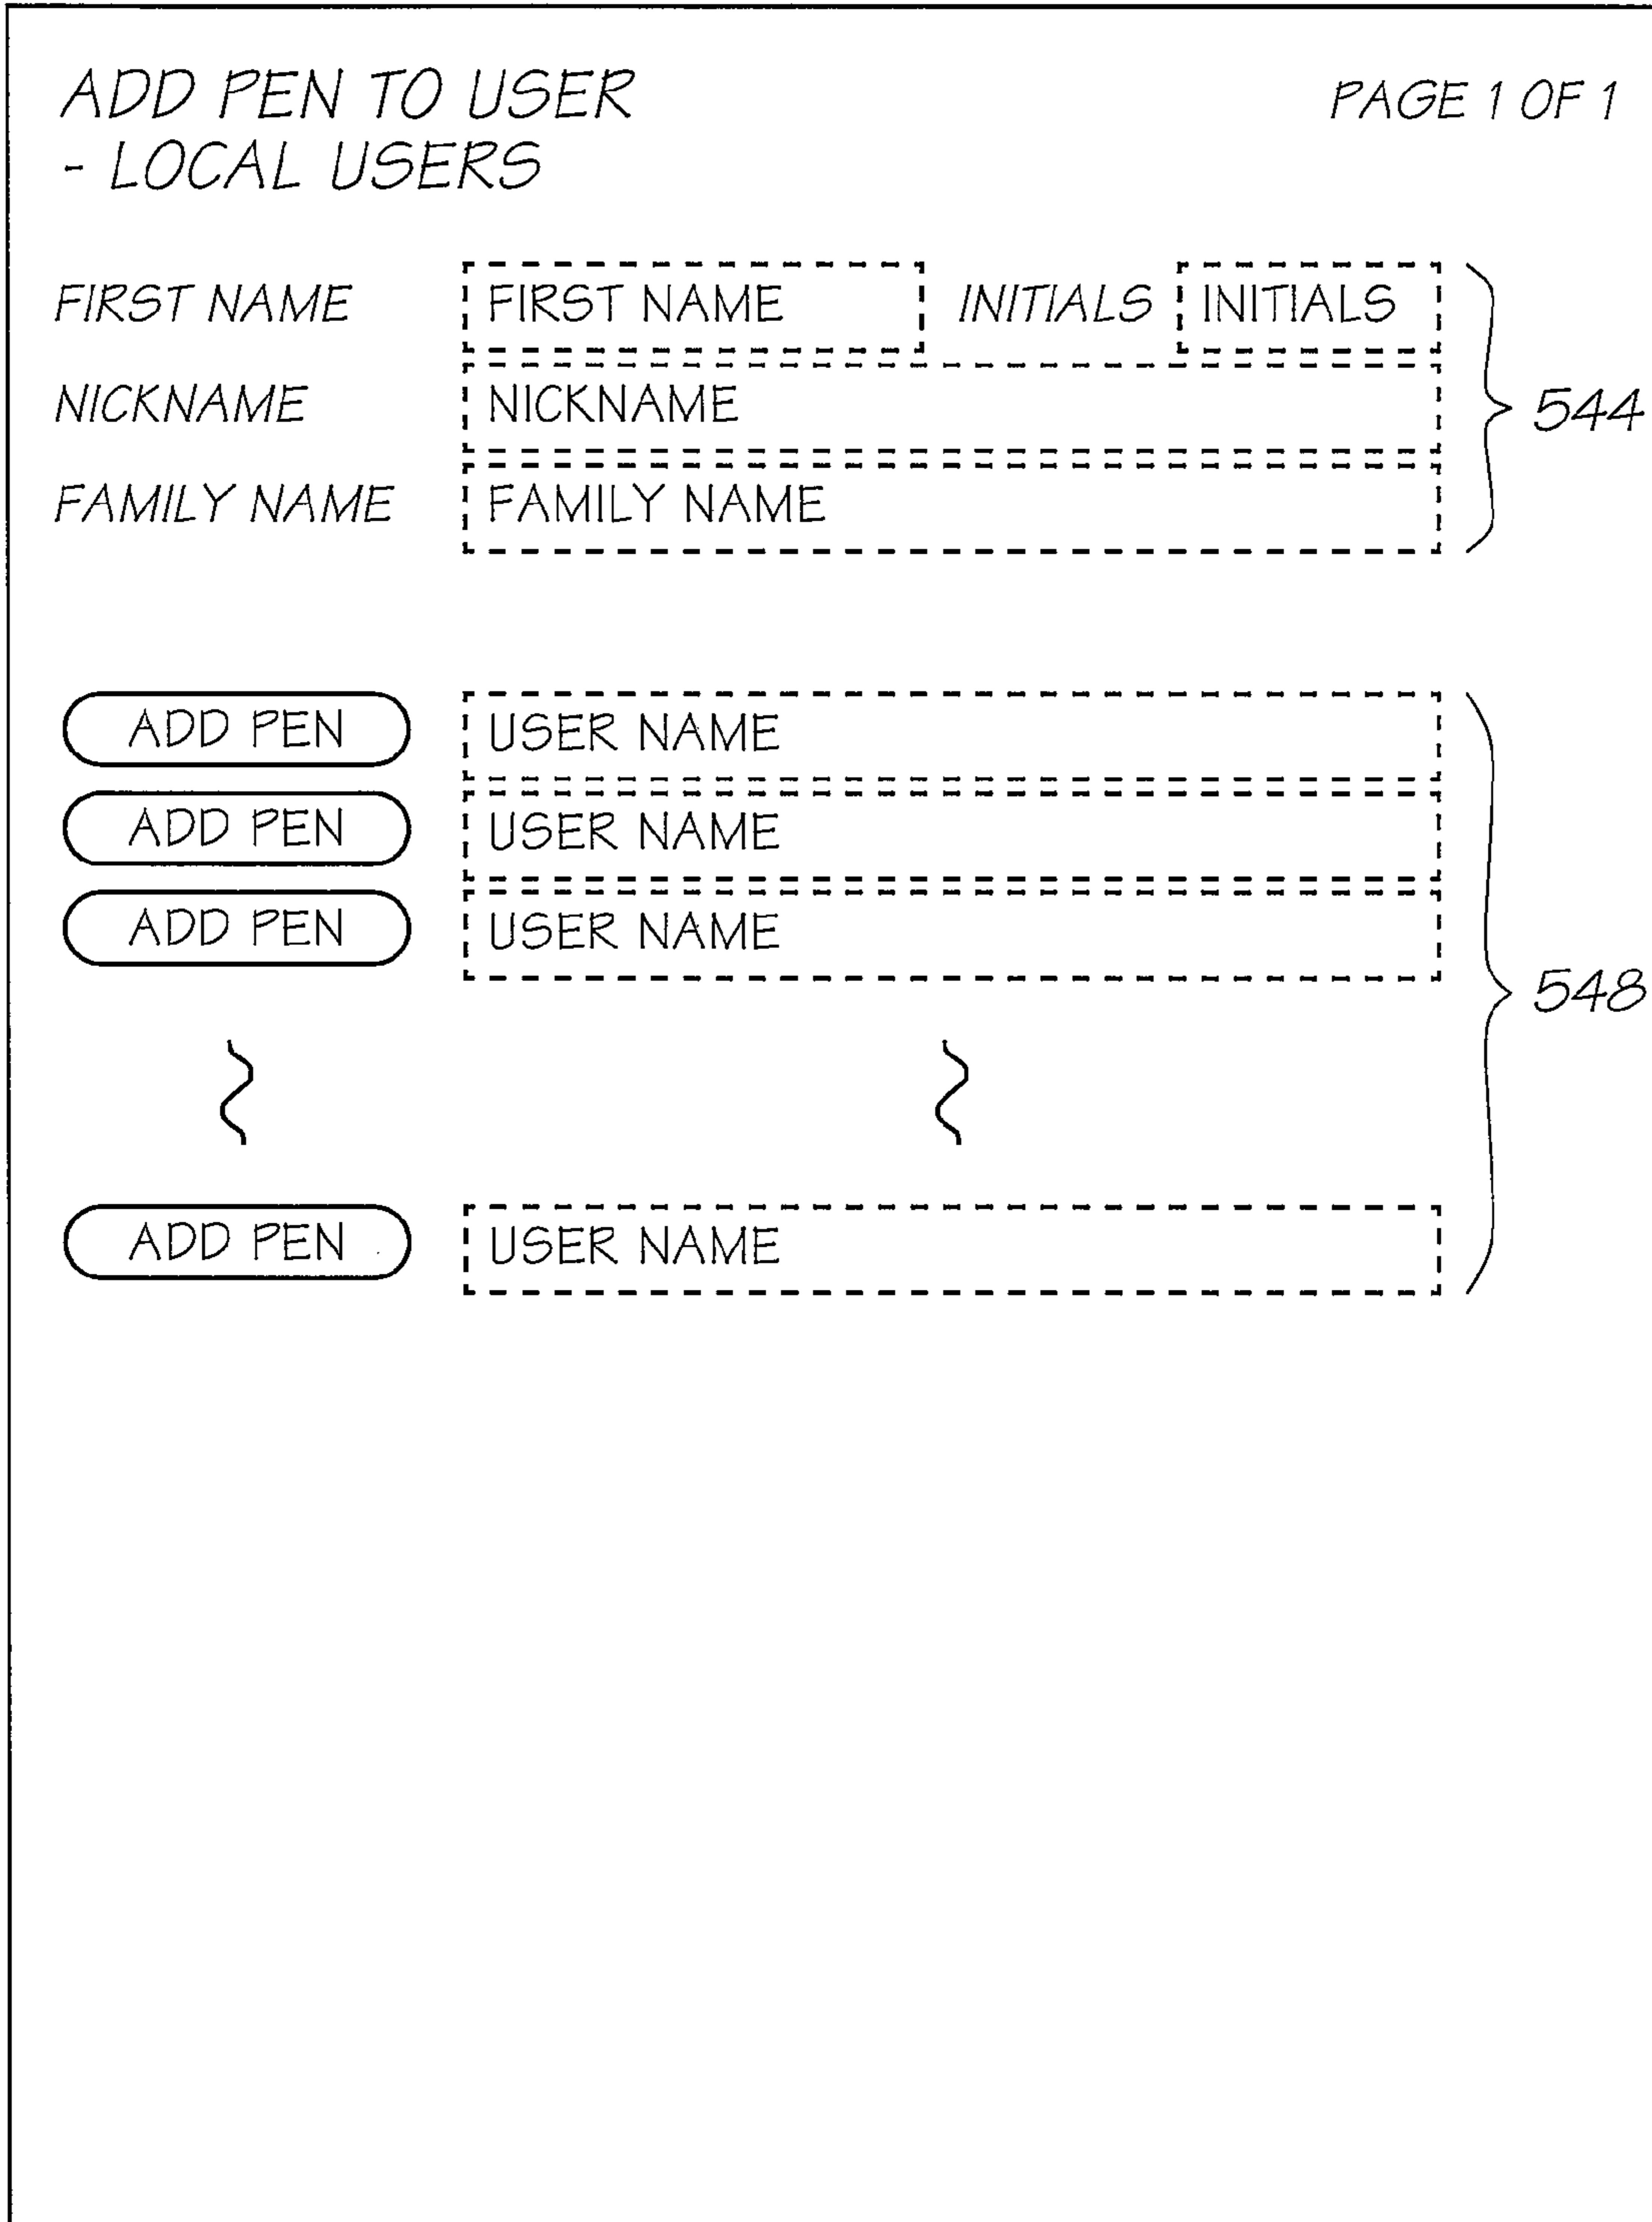 ADD PEN TO USER PAGE 1 OF 1
- LOCAL USERS
FIRST NAME FIRST NAME INITIALS INITIALS
NICKNAME NICKNAME 544
FAMILY NAME FAMILY NAME
ADD PEN USER NAME
ADD PEN USER NAME
ADD PEN USER NAME
548
ADD PEN USER NAME